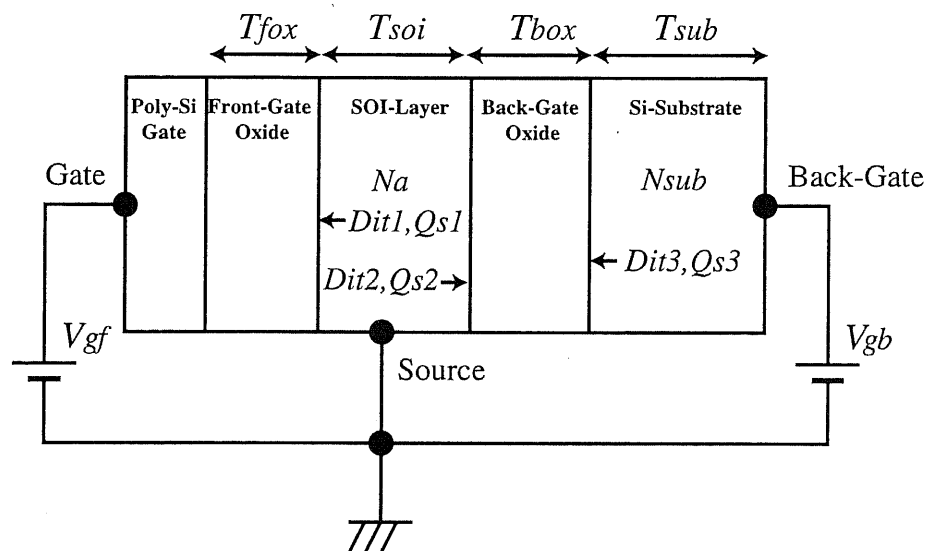 Tfox Tsoi Tbox Tsub
Poly-Si Gate
Front-Gate Oxide
SOI-Layer
Back-Gate Oxide
Si-Substrate
Gate
Na
Nsub
Back-Gate
Dit1,Qs1
Dit2,Qs2
Dit3,Qs3
Vgf
Source
Vgb